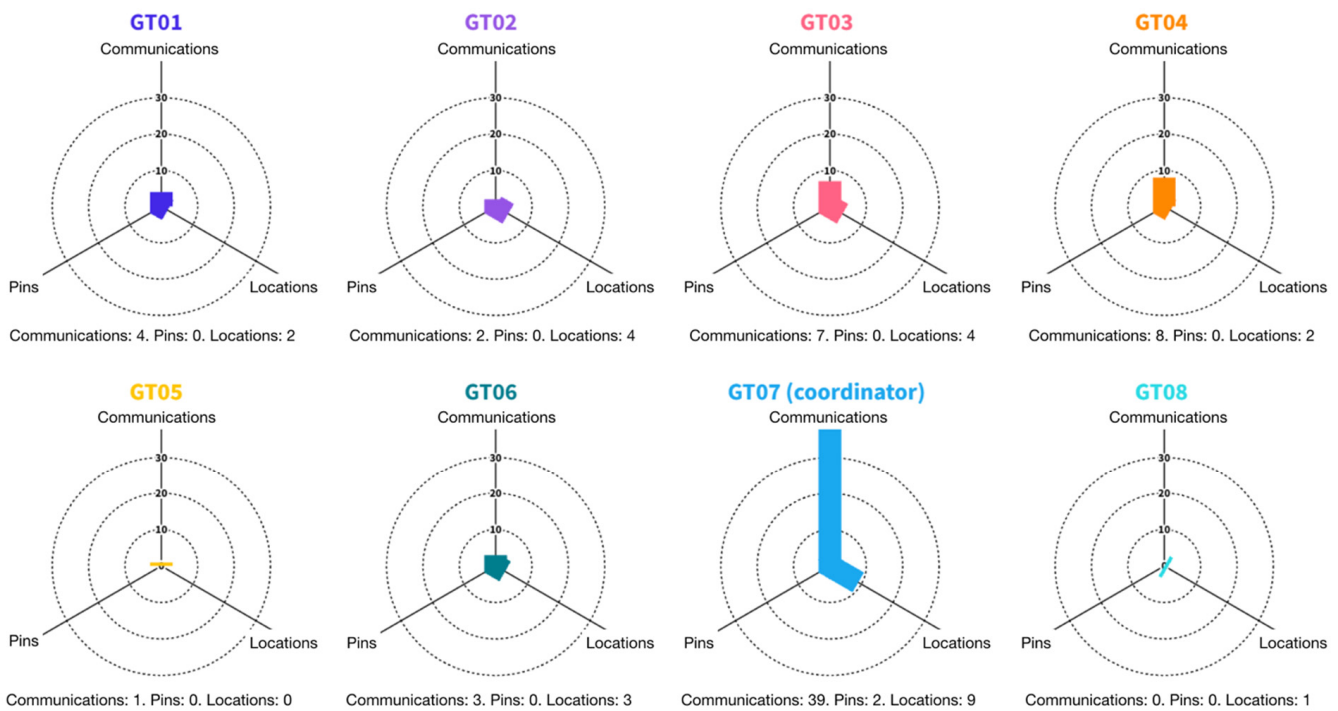 GT01
Communications
30
20
10
Pins
Locations
Communications: 4. Pins: 0. Locations: 2
GT02
Communications
30
20
10
Pins
Locations
Communications: 2. Pins: 0. Locations: 4
GT03
Communications
30
20
10
Pins
Locations
Communications: 7. Pins: 0. Locations: 4
GT04
Communications
30
20
10
Pins
Locations
Communications: 8. Pins: 0. Locations: 2
GT05
Communications
30
20
10
0
Pins
Locations
Communications: 1. Pins: 0. Locations: 0
GT06
Communications
30
20
10
Pins
Locations
Communications: 3. Pins: 0. Locations: 3
GT07 (coordinator)
Communications
30
20
10
Pins
Locations
Communications: 39. Pins: 2. Locations: 9
GT08
Communications
30
20
10
0
Pins
Locations
Communications: 0. Pins: 0. Locations: 1